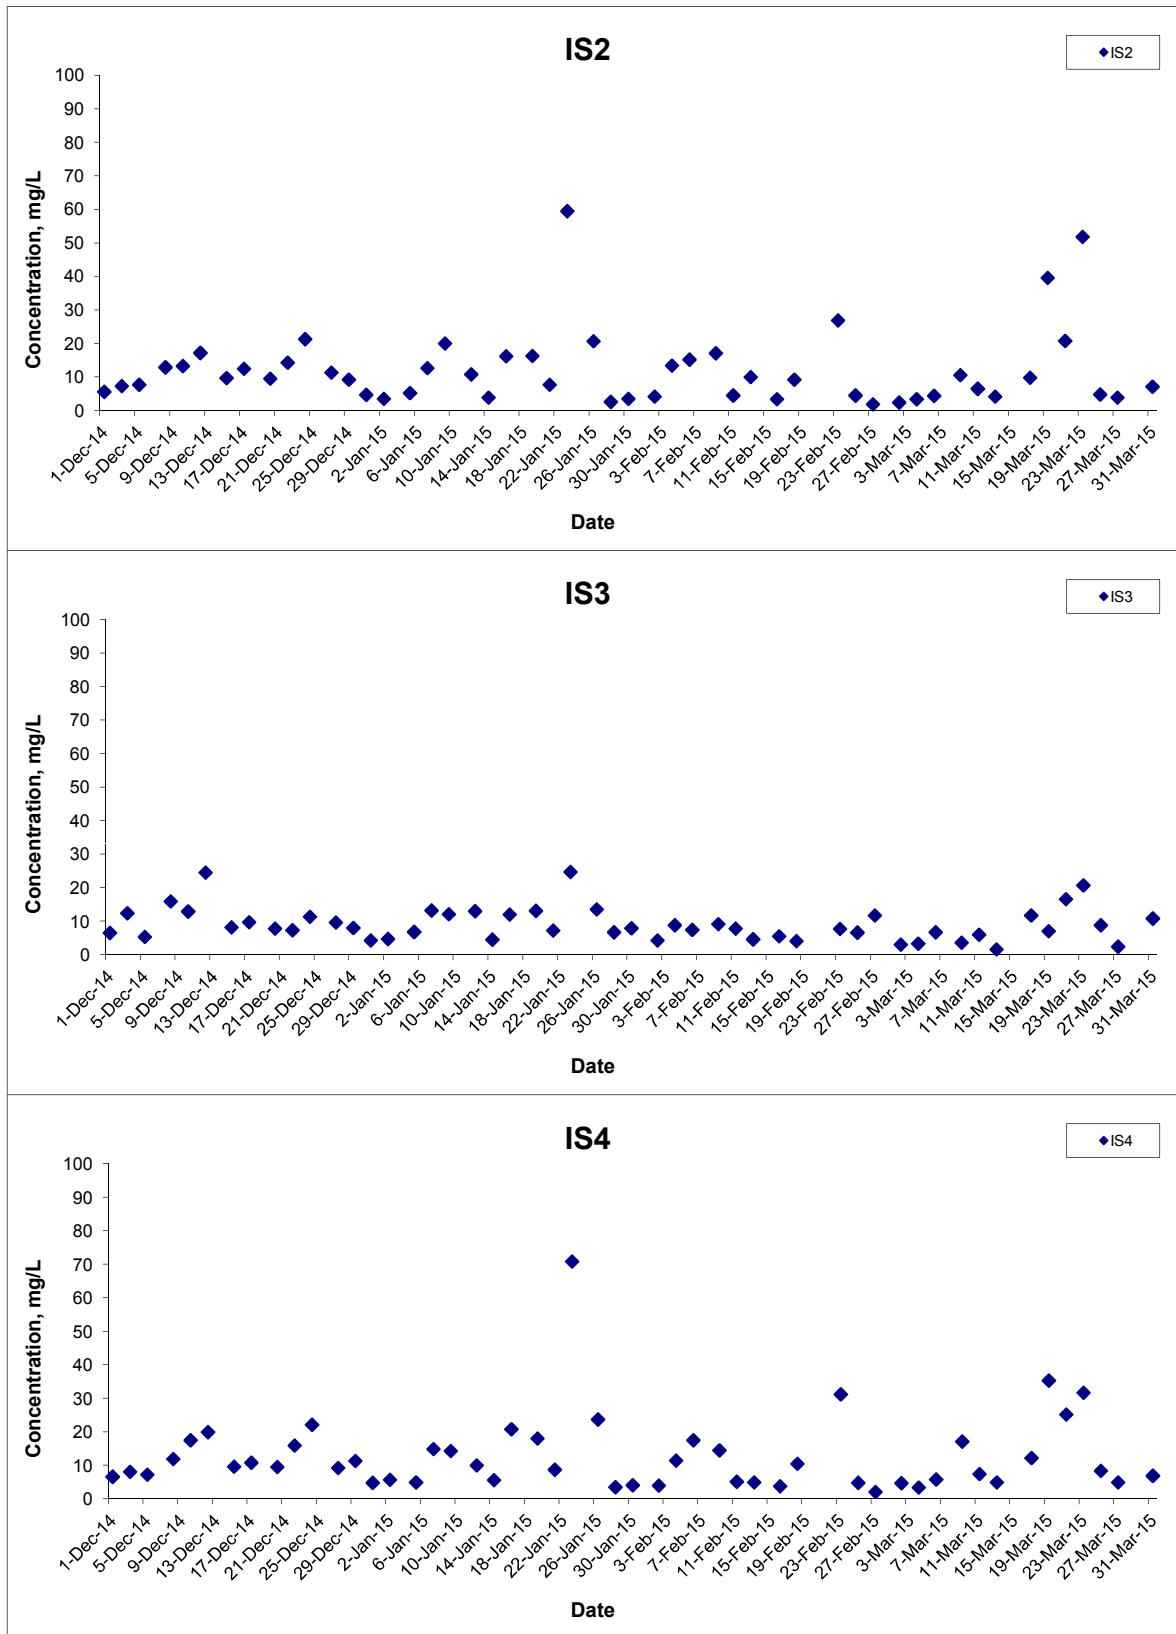 IS2
IS2
100
90
80
70
60
50
40
30
20
10
0
Concentration, mg/L
1-Dec-14
5-Dec-14
9-Dec-14
13-Dec-14
17-Dec-14
21-Dec-14
25-Dec-14
29-Dec-14
2-Jan-15
6-Jan-15
10-Jan-15
14-Jan-15
18-Jan-15
22-Jan-15
26-Jan-15
30-Jan-15
3-Feb-15
7-Feb-15
11-Feb-15
15-Feb-15
19-Feb-15
23-Feb-15
27-Feb-15
3-Mar-15
7-Mar-15
11-Mar-15
15-Mar-15
19-Mar-15
23-Mar-15
27-Mar-15
31-Mar-15
Date
IS3
IS3
100
90
80
70
60
50
40
30
20
10
0
Concentration, mg/L
1-Dec-14
5-Dec-14
9-Dec-14
13-Dec-14
17-Dec-14
21-Dec-14
25-Dec-14
29-Dec-14
2-Jan-15
6-Jan-15
10-Jan-15
14-Jan-15
18-Jan-15
22-Jan-15
26-Jan-15
30-Jan-15
3-Feb-15
7-Feb-15
11-Feb-15
15-Feb-15
19-Feb-15
23-Feb-15
27-Feb-15
3-Mar-15
7-Mar-15
11-Mar-15
15-Mar-15
19-Mar-15
23-Mar-15
27-Mar-15
31-Mar-15
Date
IS4
IS4
100
90
80
70
60
50
40
30
20
10
0
Concentration, mg/L
1-Dec-14
5-Dec-14
9-Dec-14
13-Dec-14
17-Dec-14
21-Dec-14
25-Dec-14
29-Dec-14
2-Jan-15
6-Jan-15
10-Jan-15
14-Jan-15
18-Jan-15
22-Jan-15
26-Jan-15
30-Jan-15
3-Feb-15
7-Feb-15
11-Feb-15
15-Feb-15
19-Feb-15
23-Feb-15
27-Feb-15
3-Mar-15
7-Mar-15
11-Mar-15
15-Mar-15
19-Mar-15
23-Mar-15
27-Mar-15
31-Mar-15
Date